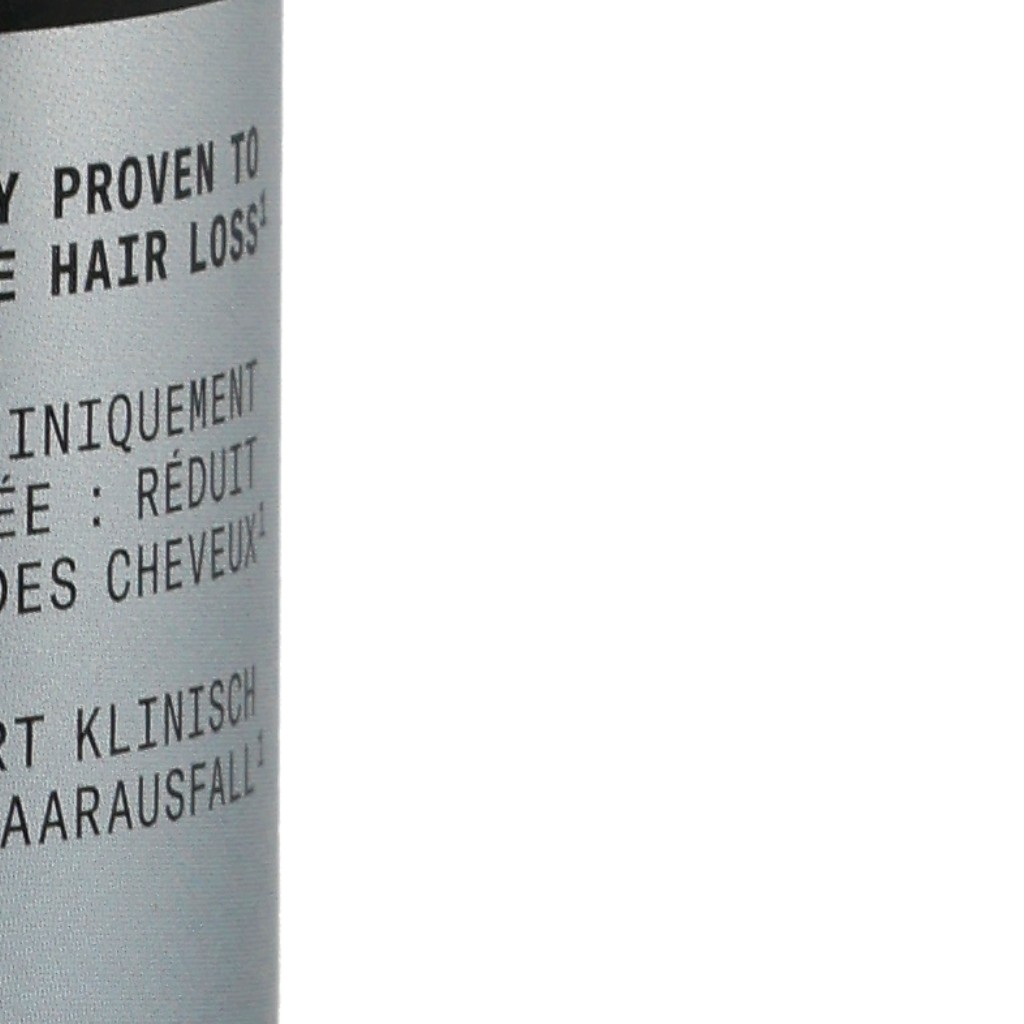 Y PROVEN TO
E HAIR LOSS¹
INIQUEMENT
ÉE : RÉDUIT
DES CHEVEUX¹
RT KLINISCH
AARAUSFALL¹